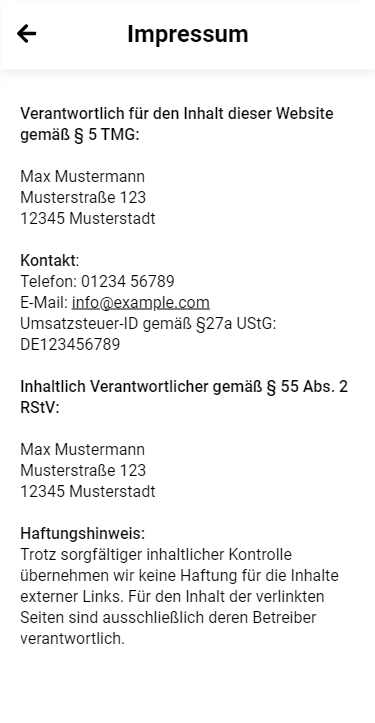 Impressum
Verantwortlich für den Inhalt dieser Website
gemäß § 5 TMG:
Max Mustermann
Musterstraße 123
12345 Musterstadt
Kontakt:
Telefon: 01234 56789
E-Mail: info@example.com
Umsatzsteuer-ID gemäß §27a UStG:
DE123456789
Inhaltlich Verantwortlicher gemäß § 55 Abs. 2
RStV:
Max Mustermann
Musterstraße 123
12345 Musterstadt
Haftungshinweis:
Trotz sorgfältiger inhaltlicher Kontrolle
übernehmen wir keine Haftung für die Inhalte
externer Links. Für den Inhalt der verlinkten
Seiten sind ausschließlich deren Betreiber
verantwortlich.